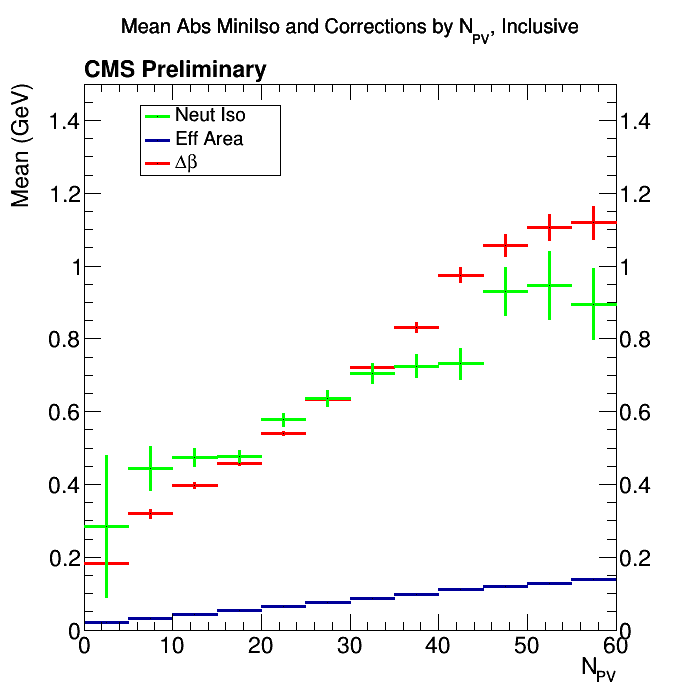 Mean Abs MiniIso and Corrections by N_PV, Inclusive
CMS Preliminary
Mean (GeV)
Neut Iso
Eff Area
Δβ
1.4 1.4
1.2 1.2
1 1
0.8 0.8
0.6 0.6
0.4 0.4
0.2 0.2
0 0
0 10 20 30 40 50 60
N_PV